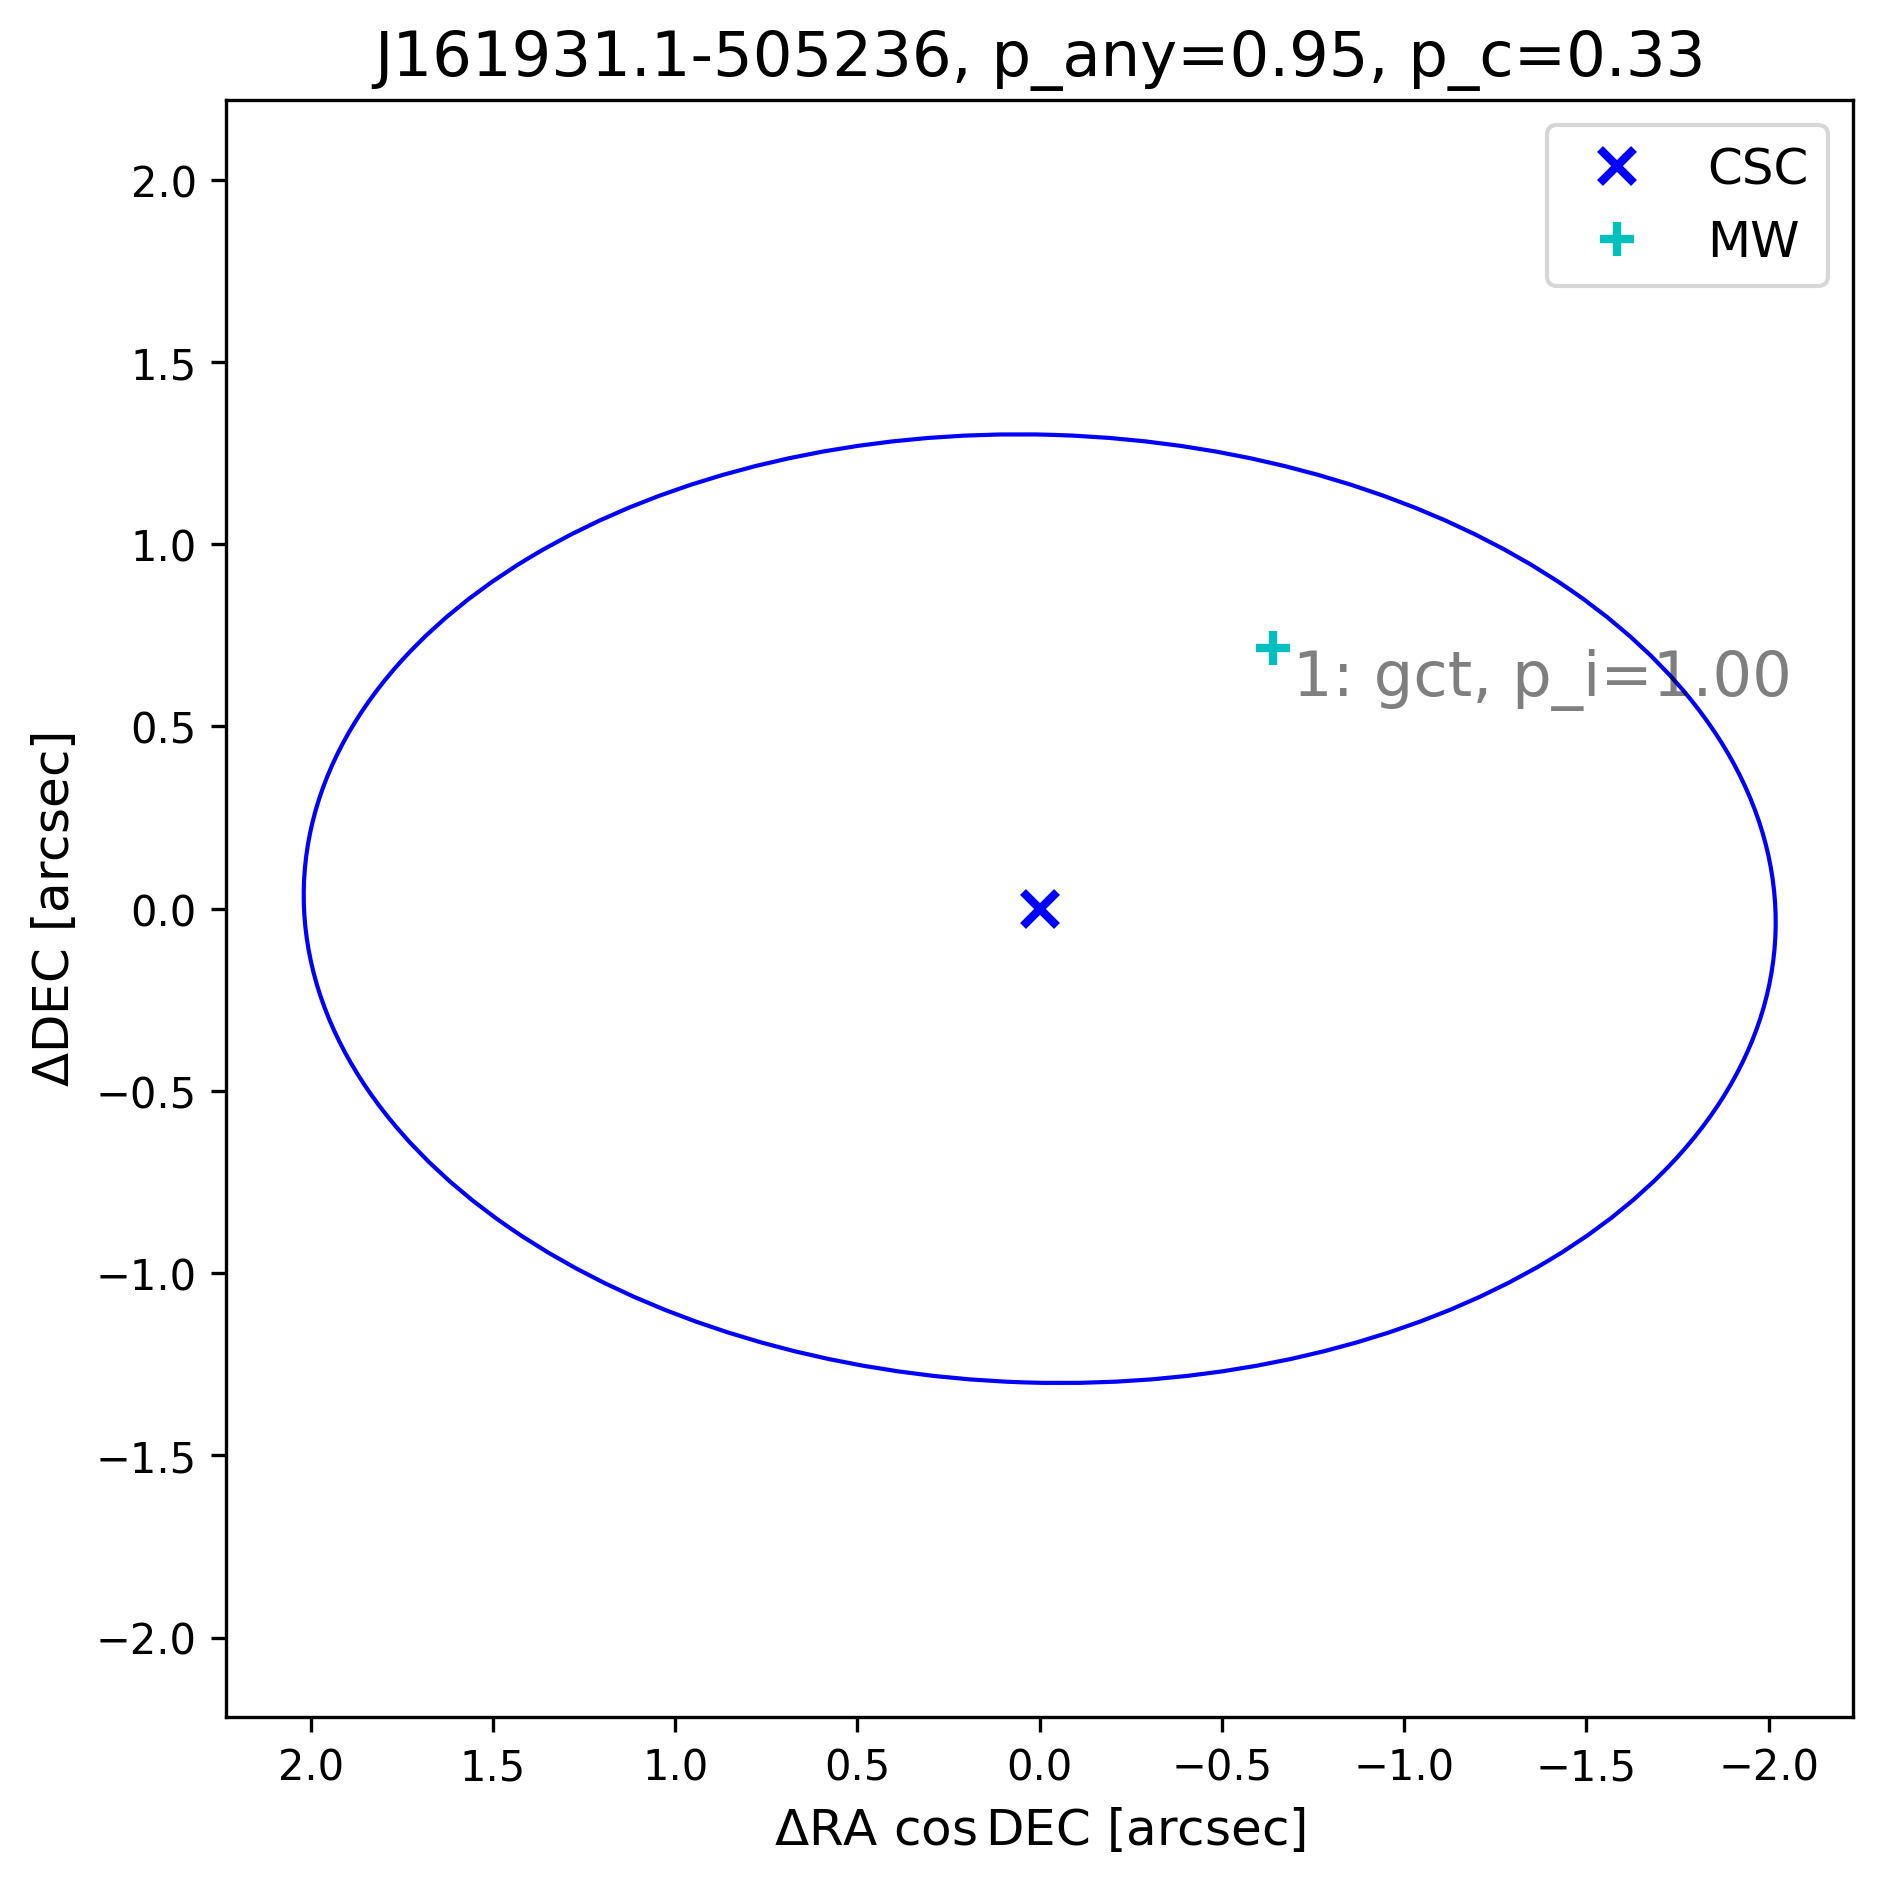 J161931.1-505236, p_any=0.95, p_c=0.33
CSC
MW
2.0
1.5
1.0
0.5
0.0
−0.5
−1.0
−1.5
−2.0
ΔDEC [arcsec]
1: gct, p_i=1.00
2.0 1.5 1.0 0.5 0.0 −0.5 −1.0 −1.5 −2.0
ΔRA cos DEC [arcsec]